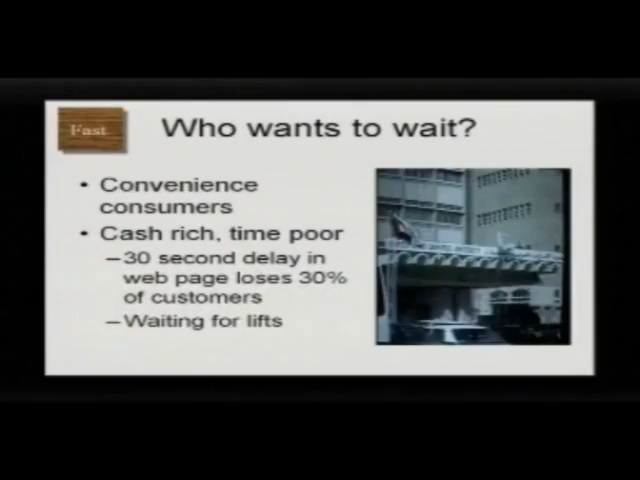 Fast
Who wants to wait?
• Convenience
consumers
• Cash rich, time poor
–30 second delay in
web page loses 30%
of customers
–Waiting for lifts